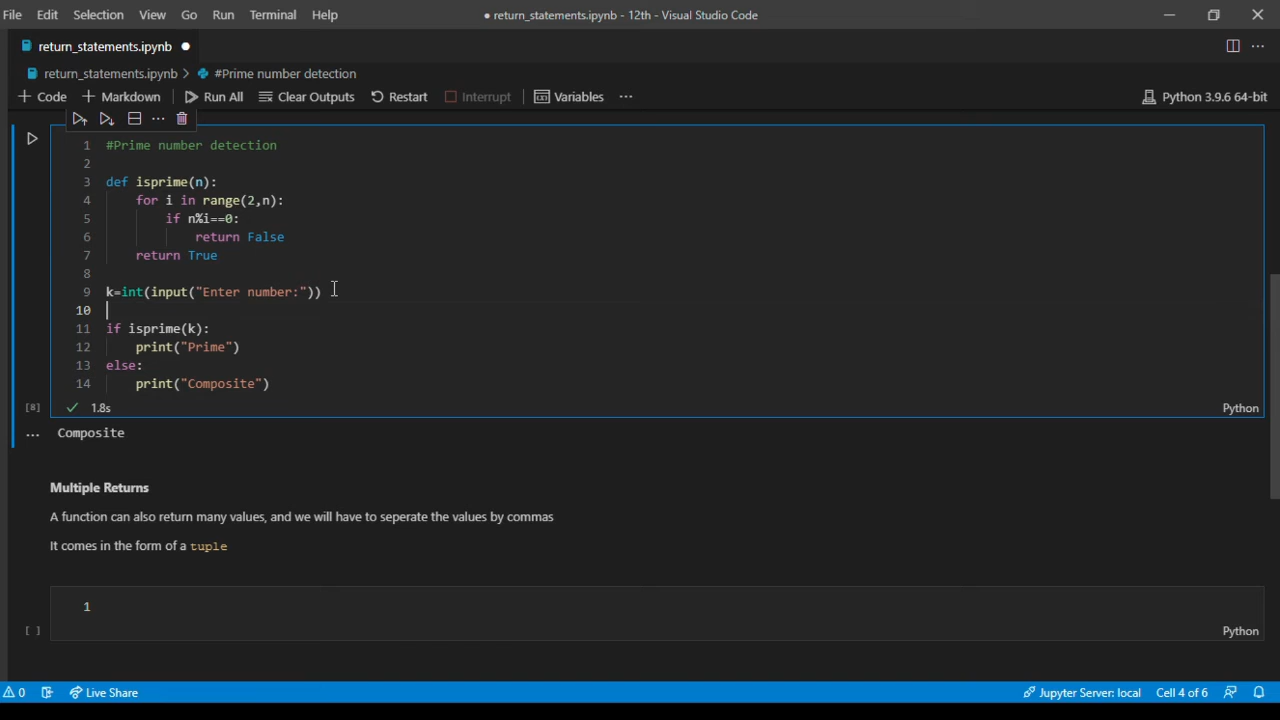 File Edit Selection View Go Run Terminal Help ● return_statements.ipynb - 12th - Visual Studio Code
return_statements.ipynb ●
return_statements.ipynb > #Prime number detection
+ Code + Markdown Run All Clear Outputs Restart Interrupt Variables ... Python 3.9.6 64-bit
1 #Prime number detection
2
3 def isprime(n):
4 for i in range(2,n):
5 if n%i==0:
6 return False
7 return True
8
9 k=int(input("Enter number:"))
10
11 if isprime(k):
12 print("Prime")
13 else:
14 print("Composite")
[8] ✓ 1.8s Python
... Composite
Multiple Returns
A function can also return many values, and we will have to seperate the values by commas
It comes in the form of a tuple
1
[ ] Python
0 Live Share Jupyter Server: local Cell 4 of 6